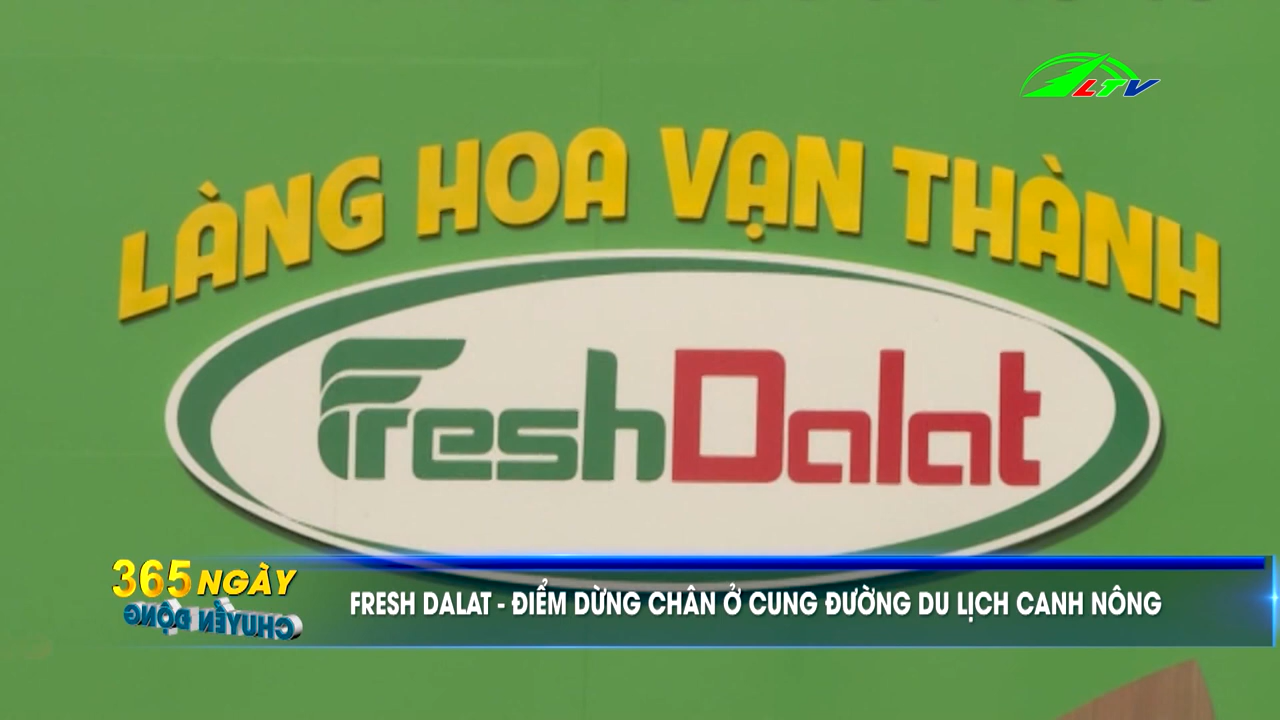 LTV
LÀNG HOA VẠN THÀNH
FreshDalat
365 NGÀY
CHUYỂN ĐỘNG
FRESH DALAT - ĐIỂM DỪNG CHÂN Ở CUNG ĐƯỜNG DU LỊCH CANH NÔNG